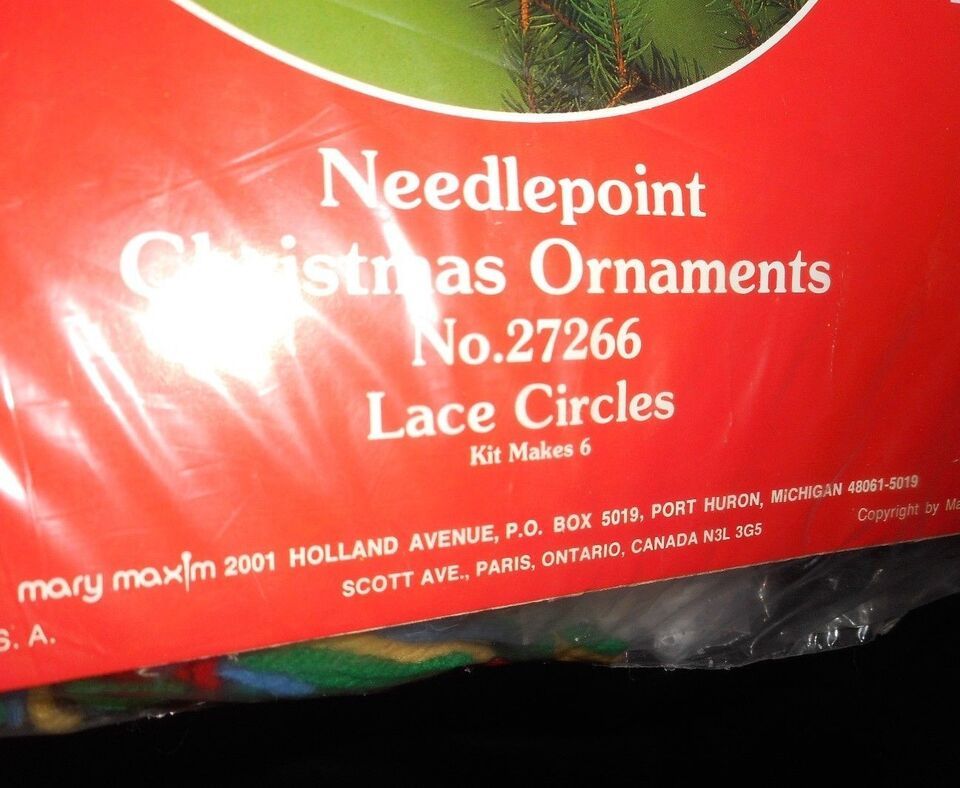 Needlepoint
Christmas Ornaments
No.27266
Lace Circles
Kit Makes 6
mary maxim 2001 HOLLAND AVENUE, P.O. BOX 5019, PORT HURON, MICHIGAN 48061-5019
SCOTT AVE., PARIS, ONTARIO, CANADA N3L 3G5
Copyright by Ma
S. A.